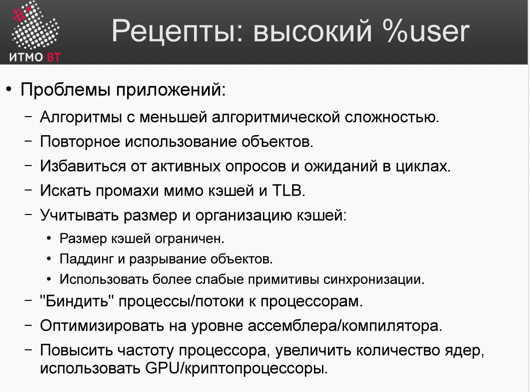 Рецепты: высокий %user
ИТМО ВТ
• Проблемы приложений:
– Алгоритмы с меньшей алгоритмической сложностью.
– Повторное использование объектов.
– Избавиться от активных опросов и ожиданий в циклах.
– Искать промахи мимо кэшей и TLB.
– Учитывать размер и организацию кэшей:
• Размер кэшей ограничен.
• Паддинг и разрывание объектов.
• Использовать более слабые примитивы синхронизации.
– "Биндить" процессы/потоки к процессорам.
– Оптимизировать на уровне ассемблера/компилятора.
– Повысить частоту процессора, увеличить количество ядер,
использовать GPU/криптопроцессоры.